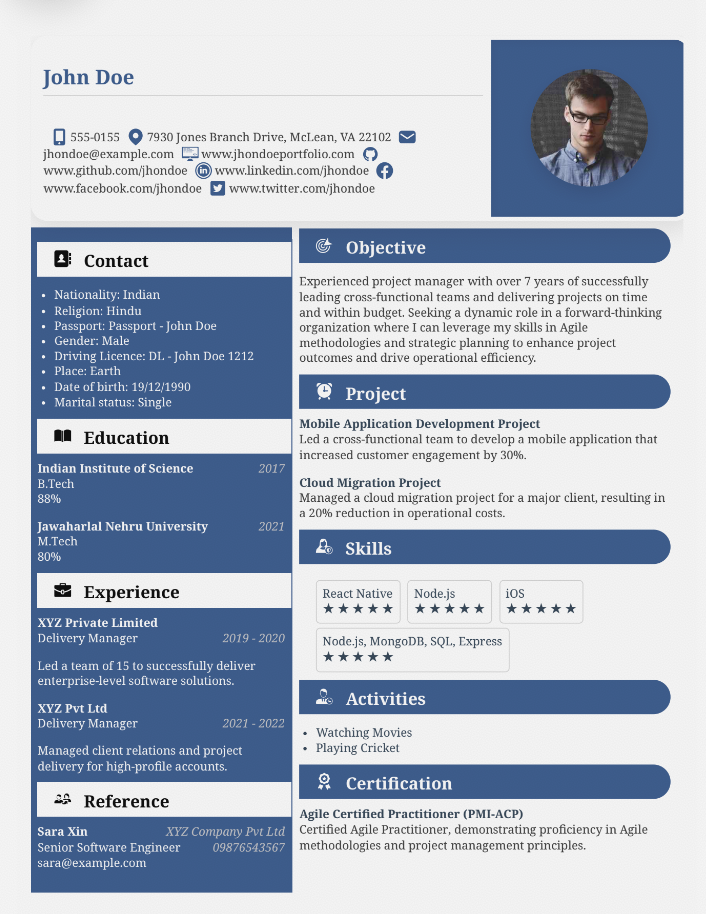 John Doe
555-0155 7930 Jones Branch Drive, McLean, VA 22102
jhondoe@example.com www.jhondoeportfolio.com
www.github.com/jhondoe www.linkedin.com/jhondoe
www.facebook.com/jhondoe www.twitter.com/jhondoe
Contact
• Nationality: Indian
• Religion: Hindu
• Passport: Passport - John Doe
• Gender: Male
• Driving Licence: DL - John Doe 1212
• Place: Earth
• Date of birth: 19/12/1990
• Marital status: Single
Education
Indian Institute of Science 2017
B.Tech
88%
Jawaharlal Nehru University 2021
M.Tech
80%
Experience
XYZ Private Limited
Delivery Manager 2019 - 2020
Led a team of 15 to successfully deliver
enterprise-level software solutions.
XYZ Pvt Ltd
Delivery Manager 2021 - 2022
Managed client relations and project
delivery for high-profile accounts.
Reference
Sara Xin XYZ Company Pvt Ltd
Senior Software Engineer 09876543567
sara@example.com
Objective
Experienced project manager with over 7 years of successfully
leading cross-functional teams and delivering projects on time
and within budget. Seeking a dynamic role in a forward-thinking
organization where I can leverage my skills in Agile
methodologies and strategic planning to enhance project
outcomes and drive operational efficiency.
Project
Mobile Application Development Project
Led a cross-functional team to develop a mobile application that
increased customer engagement by 30%.
Cloud Migration Project
Managed a cloud migration project for a major client, resulting in
a 20% reduction in operational costs.
Skills
React Native Node.js iOS
★★★★★ ★★★★★ ★★★★★
Node.js, MongoDB, SQL, Express
★★★★★
Activities
• Watching Movies
• Playing Cricket
Certification
Agile Certified Practitioner (PMI-ACP)
Certified Agile Practitioner, demonstrating proficiency in Agile
methodologies and project management principles.